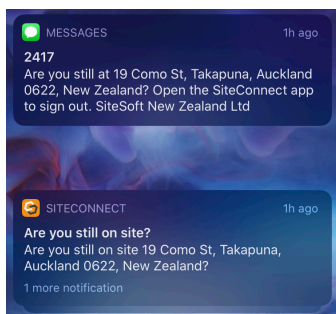 MESSAGES 1h ago
2417
Are you still at 19 Como St, Takapuna, Auckland
0622, New Zealand? Open the SiteConnect app
to sign out. SiteSoft New Zealand Ltd
SITECONNECT 1h ago
Are you still on site?
Are you still on site 19 Como St, Takapuna,
Auckland 0622, New Zealand?
1 more notification